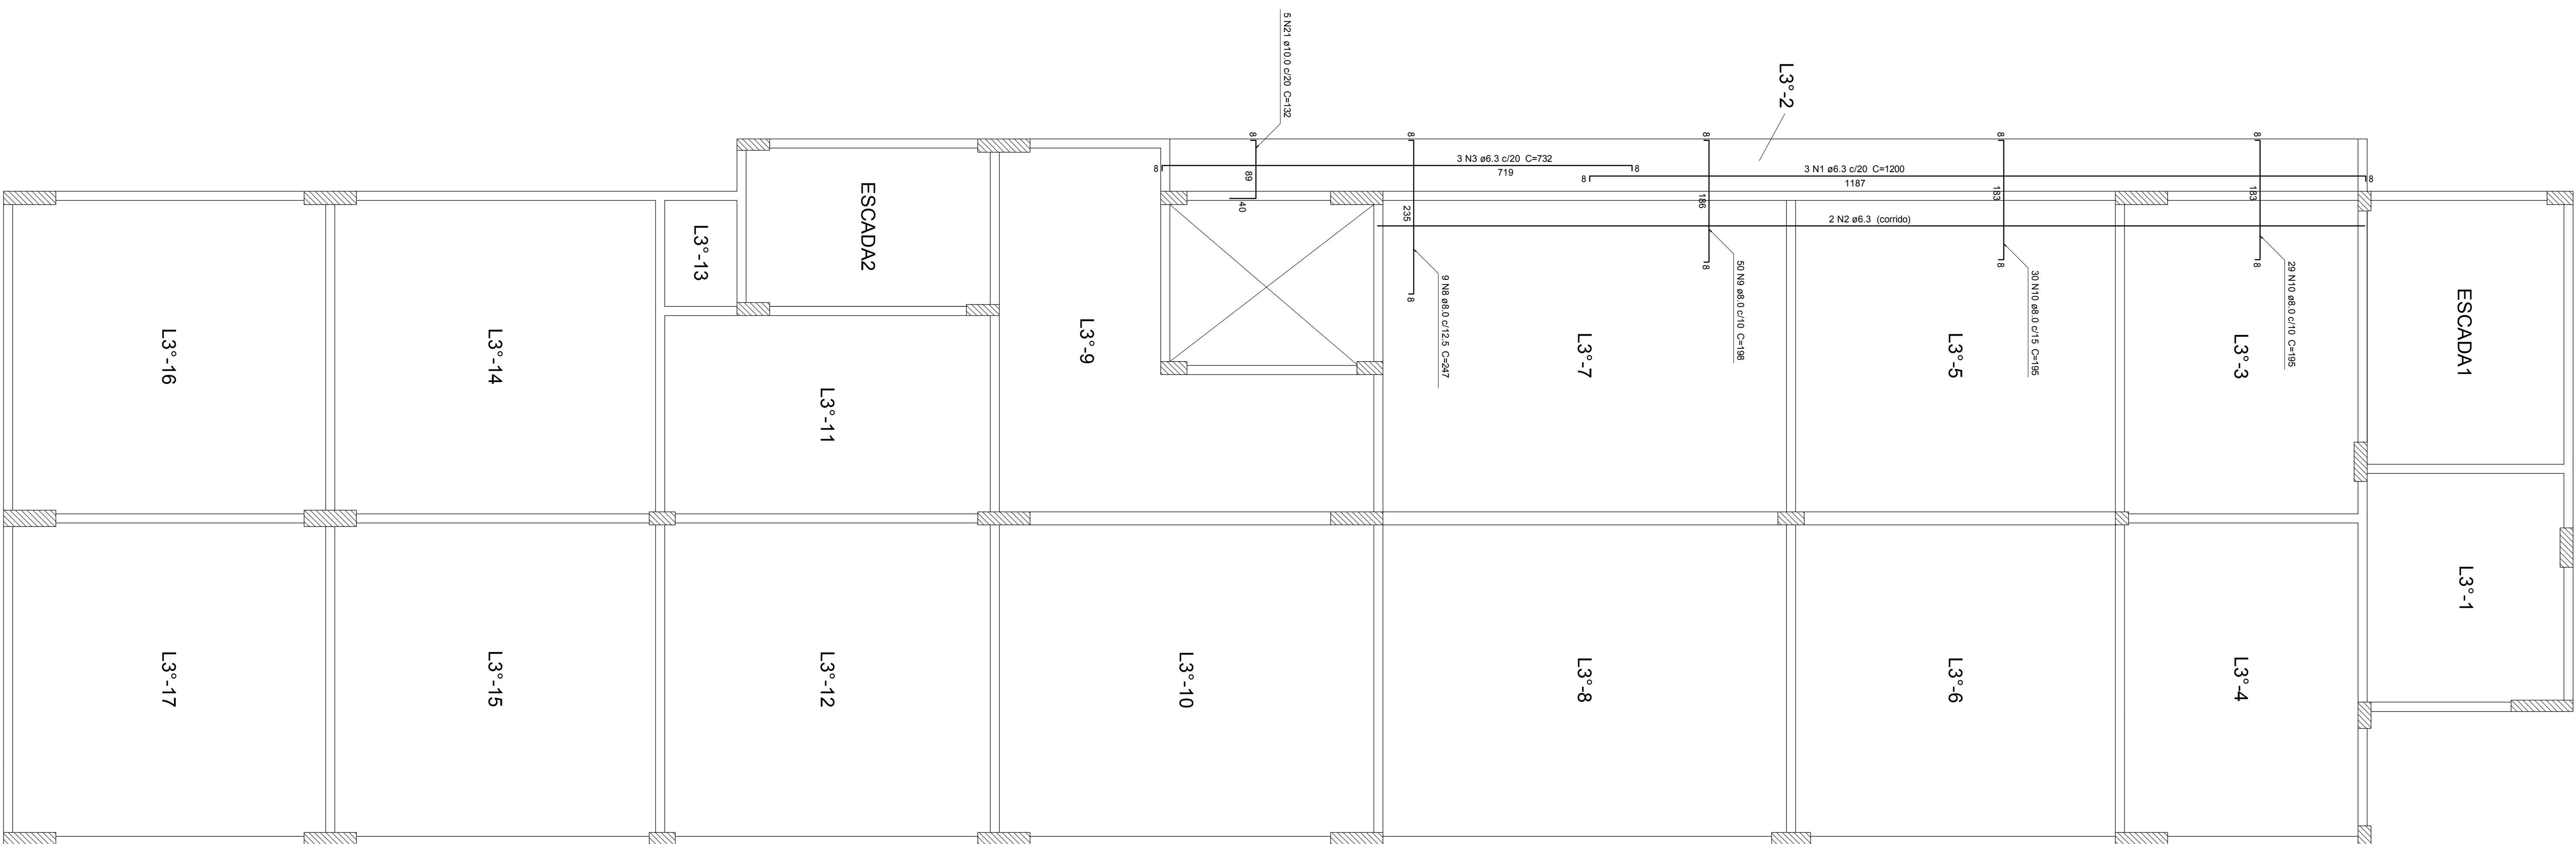 5 N21 ø10.0 c/20 C=132
8
89
40
L3°-2
8
235
8
9 N8 ø8.0 c/12.5 C=247
3 N3 ø6.3 c/20 C=732
719
8
8
8
186
8
50 N9 ø8.0 c/10 C=198
3 N1 ø6.3 c/20 C=1200
1187
8
8
2 N2 ø6.3 (corrido)
8
183
8
30 N10 ø8.0 c/15 C=195
8
183
8
29 N10 ø8.0 c/10 C=195
ESCADA1
ESCADA2
L3°-13
L3°-16
L3°-14
L3°-11
L3°-9
L3°-7
L3°-5
L3°-3
L3°-1
L3°-17
L3°-15
L3°-12
L3°-10
L3°-8
L3°-6
L3°-4